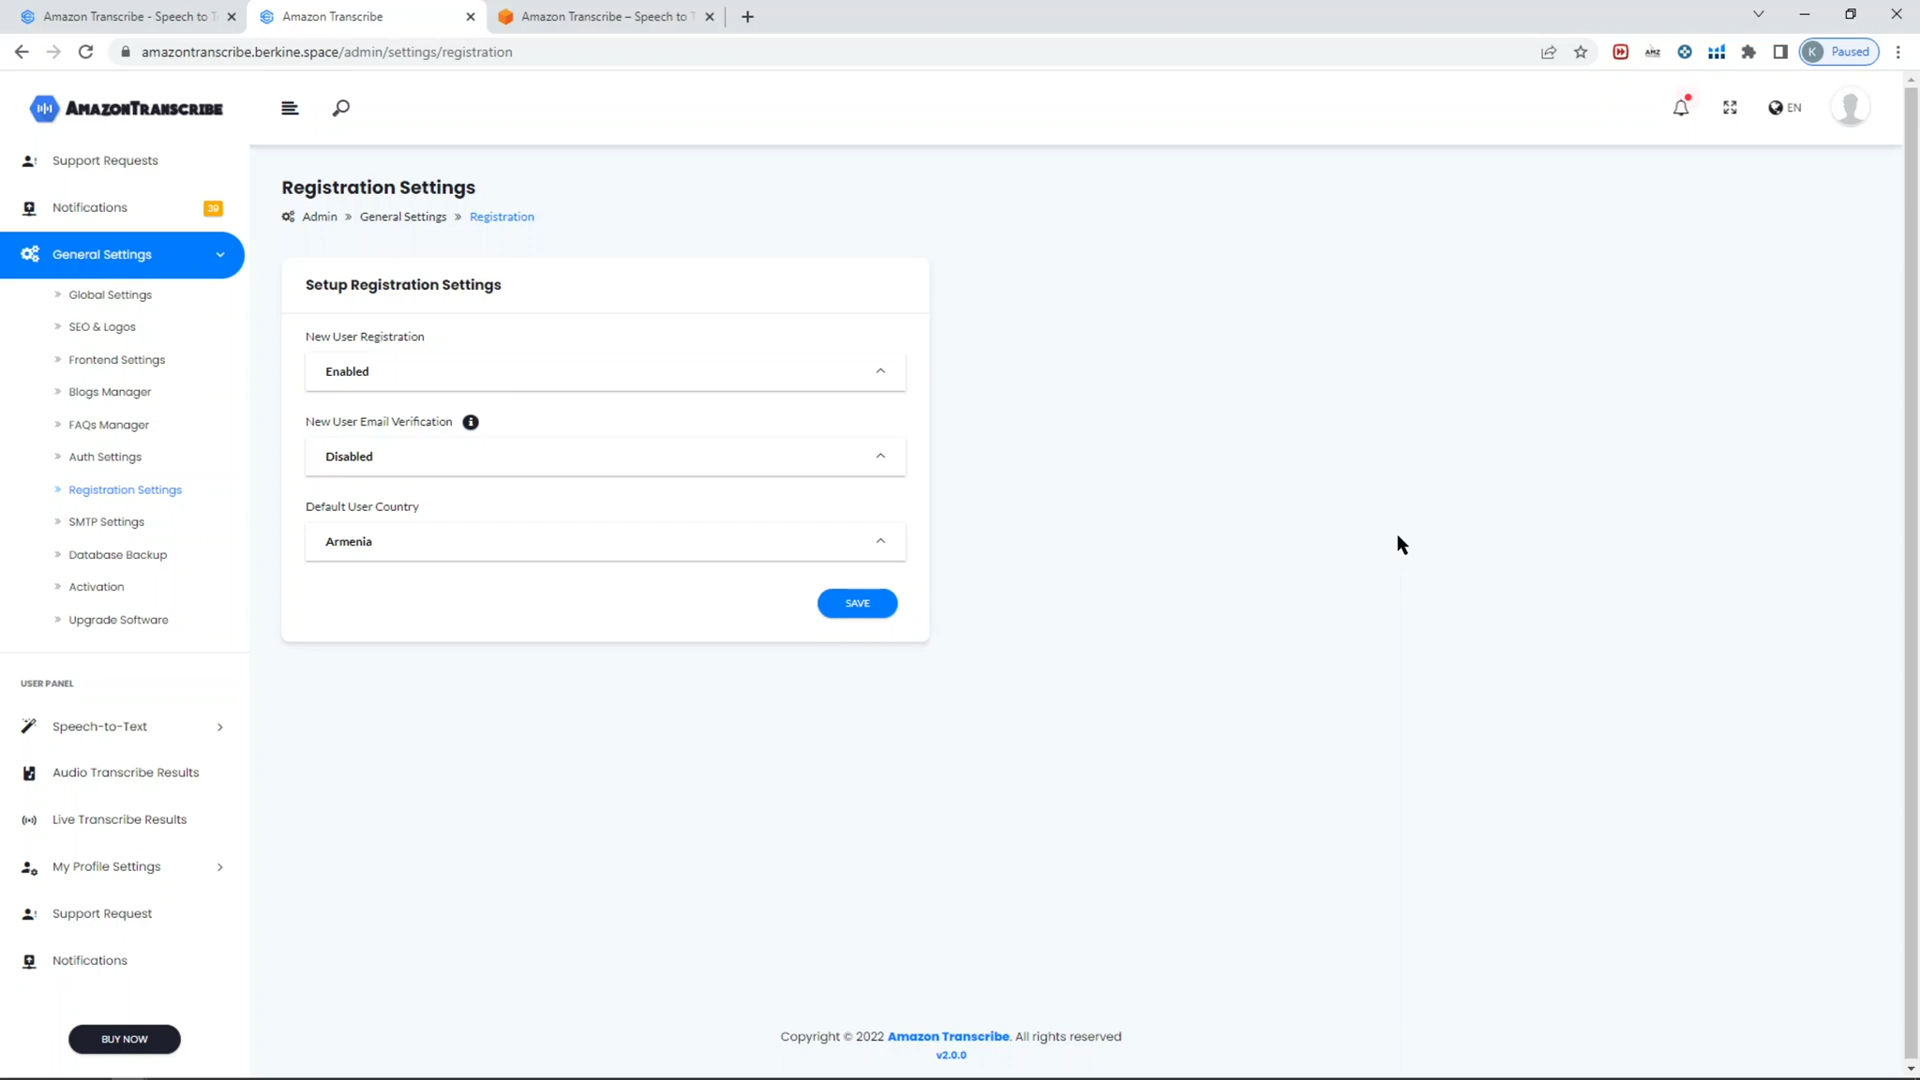 Amazon Transcribe - Speech to T
Amazon Transcribe
Amazon Transcribe – Speech to T
amazontranscribe.berkine.space/admin/settings/registration
AMZ
K Paused
AMAZONTRANSCRIBE
EN
Support Requests
Notifications 39
General Settings
Global Settings
SEO & Logos
Frontend Settings
Blogs Manager
FAQs Manager
Auth Settings
Registration Settings
SMTP Settings
Database Backup
Activation
Upgrade Software
USER PANEL
Speech-to-Text
Audio Transcribe Results
Live Transcribe Results
My Profile Settings
Support Request
Notifications
BUY NOW
Registration Settings
Admin » General Settings » Registration
Setup Registration Settings
New User Registration
Enabled
New User Email Verification
Disabled
Default User Country
Armenia
SAVE
Copyright © 2022 Amazon Transcribe. All rights reserved
v2.0.0